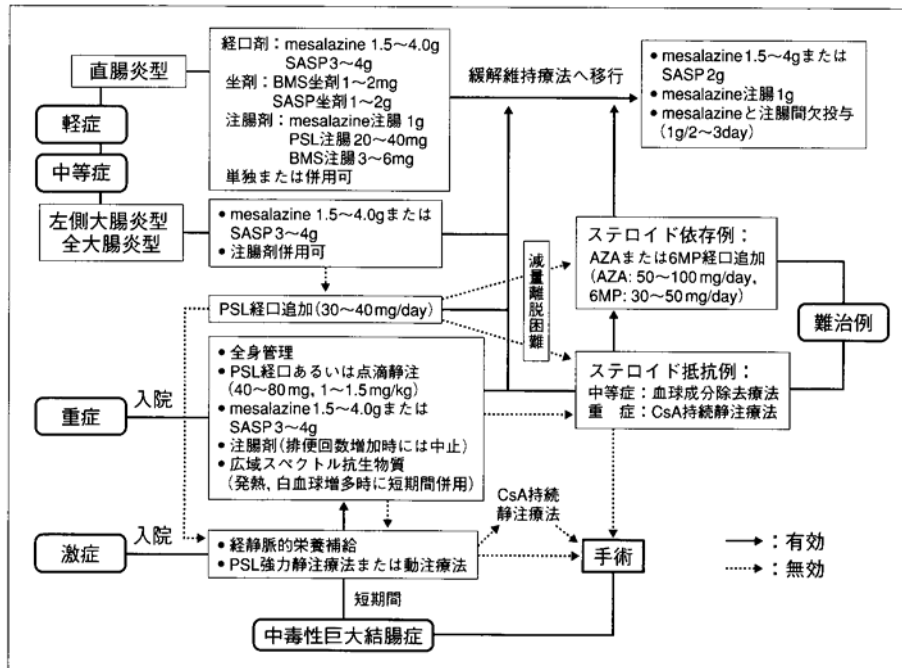 直腸炎型
軽症
中等症
左側大腸炎型
全大腸炎型
経口剤：mesalazine 1.5〜4.0g
SASP3〜4g
坐剤：BMS坐剤1〜2mg
SASP坐剤1〜2g
注腸剤：mesalazine注腸1g
PSL注腸20〜40mg
BMS注腸3〜6mg
単独または併用可
緩解維持療法へ移行
● mesalazine 1.5〜4gまたは
SASP2g
● mesalazine注腸1g
● mesalazineと注腸間欠投与
(1g/2〜3day)
● mesalazine 1.5〜4.0gまたは
SASP3〜4g
● 注腸剤併用可
PSL経口追加(30〜40mg/day)
減量離脱困難
ステロイド依存例：
AZAまたは6MP経口追加
(AZA: 50〜100mg/day,
6MP: 30〜50mg/day)
難治例
ステロイド抵抗例：
中等症：血球成分除去療法
重　症：CsA持続静注療法
重症
入院
● 全身管理
● PSL経口あるいは点滴静注
(40〜80mg, 1〜1.5mg/kg)
● mesalazine1.5〜4.0gまたは
SASP3〜4g
● 注腸剤(排便回数増加時には中止)
● 広域スペクトル抗生物質
(発熱, 白血球増多時に短期間併用)
激症
入院
● 経静脈的栄養補給
● PSL強力静注療法または動注療法
CsA持続
静注療法
手術
短期間
中毒性巨大結腸症
：有効
：無効